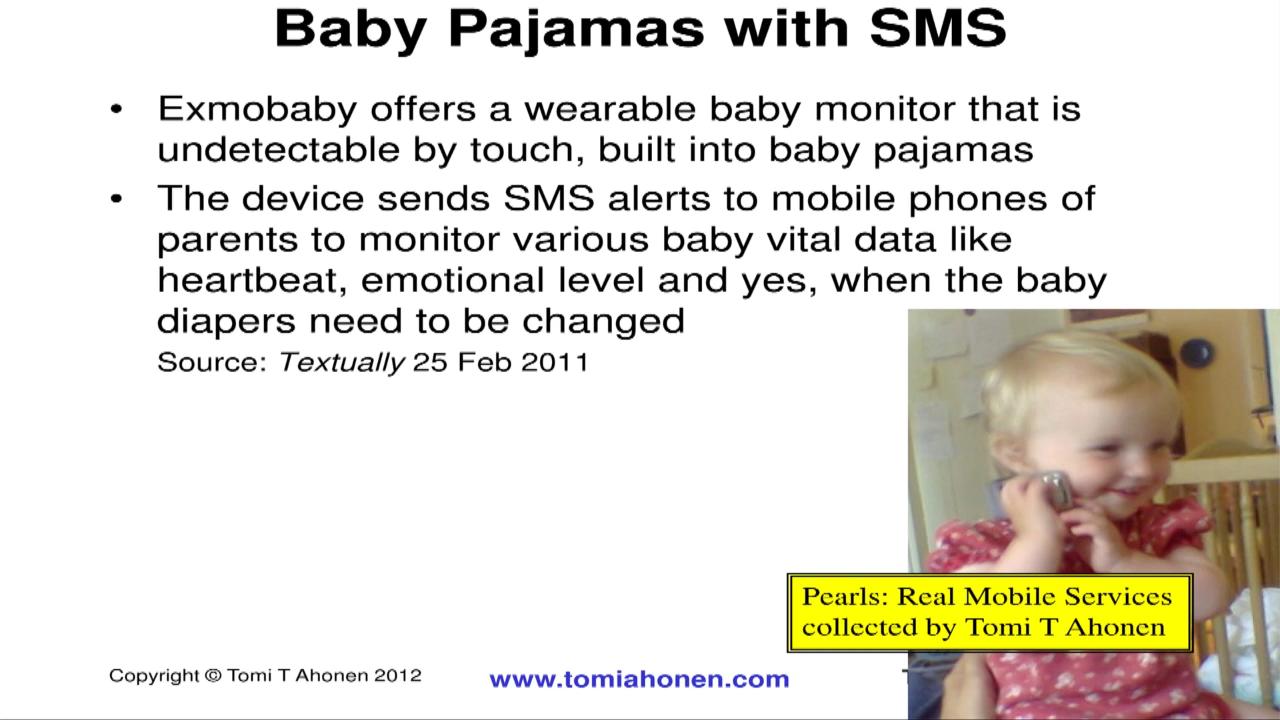 Baby Pajamas with SMS
• Exmobaby offers a wearable baby monitor that is
undetectable by touch, built into baby pajamas
• The device sends SMS alerts to mobile phones of
parents to monitor various baby vital data like
heartbeat, emotional level and yes, when the baby
diapers need to be changed
Source: Textually 25 Feb 2011
Pearls: Real Mobile Services
collected by Tomi T Ahonen
Copyright © Tomi T Ahonen 2012
www.tomiahonen.com